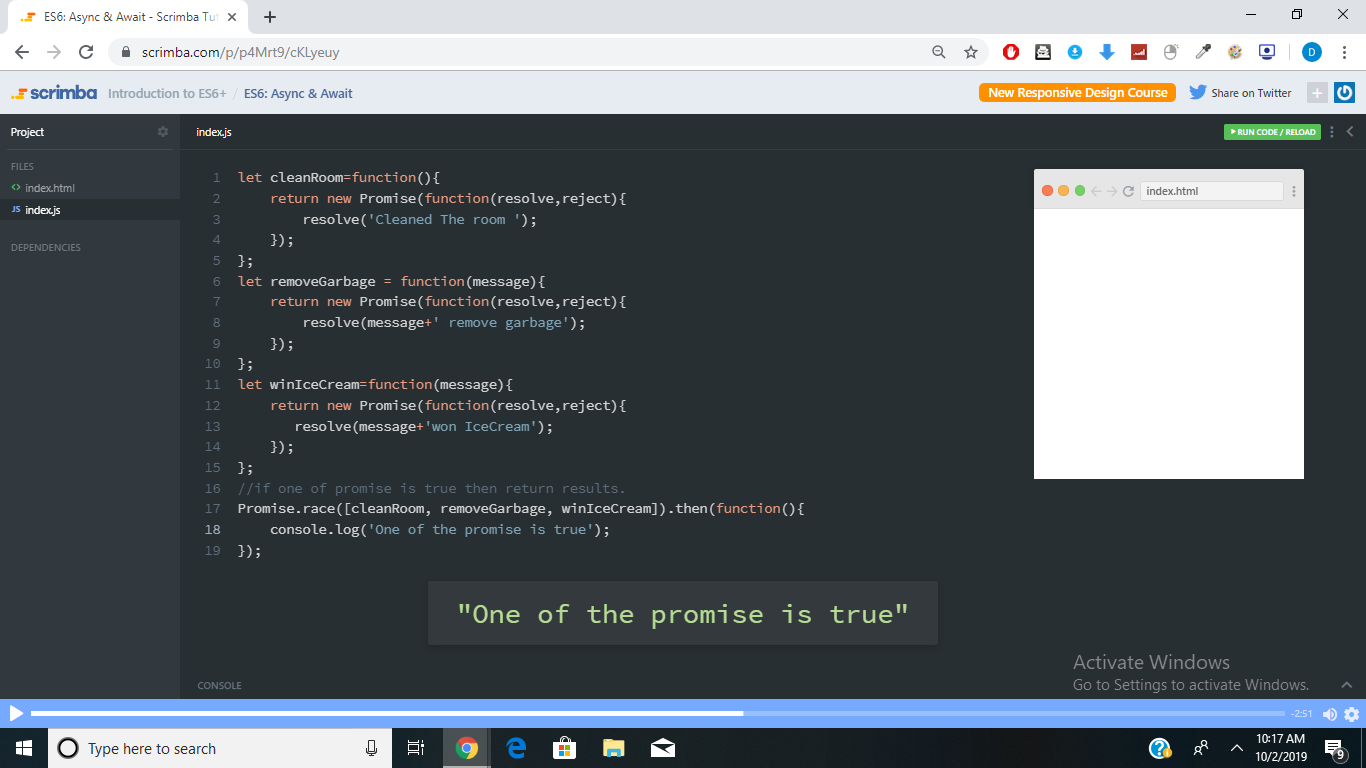 ES6: Async & Await - Scrimba Tut
scrimba.com/p/p4Mrt9/cKLyeuy
D
scrimba Introduction to ES6+ / ES6: Async & Await New Responsive Design Course Share on Twitter
Project
index.js
RUN CODE / RELOAD
FILES
<> index.html
JS index.js
DEPENDENCIES
1 let cleanRoom=function(){
2 return new Promise(function(resolve,reject){
3 resolve('Cleaned The room ');
4 });
5 };
6 let removeGarbage = function(message){
7 return new Promise(function(resolve,reject){
8 resolve(message+' remove garbage');
9 });
10 };
11 let winIceCream=function(message){
12 return new Promise(function(resolve,reject){
13 resolve(message+'won IceCream');
14 });
15 };
16 //if one of promise is true then return results.
17 Promise.race([cleanRoom, removeGarbage, winIceCream]).then(function(){
18 console.log('One of the promise is true');
19 });
index.html
"One of the promise is true"
CONSOLE
Activate Windows
Go to Settings to activate Windows.
-2:51
Type here to search
10:17 AM
10/2/2019
9